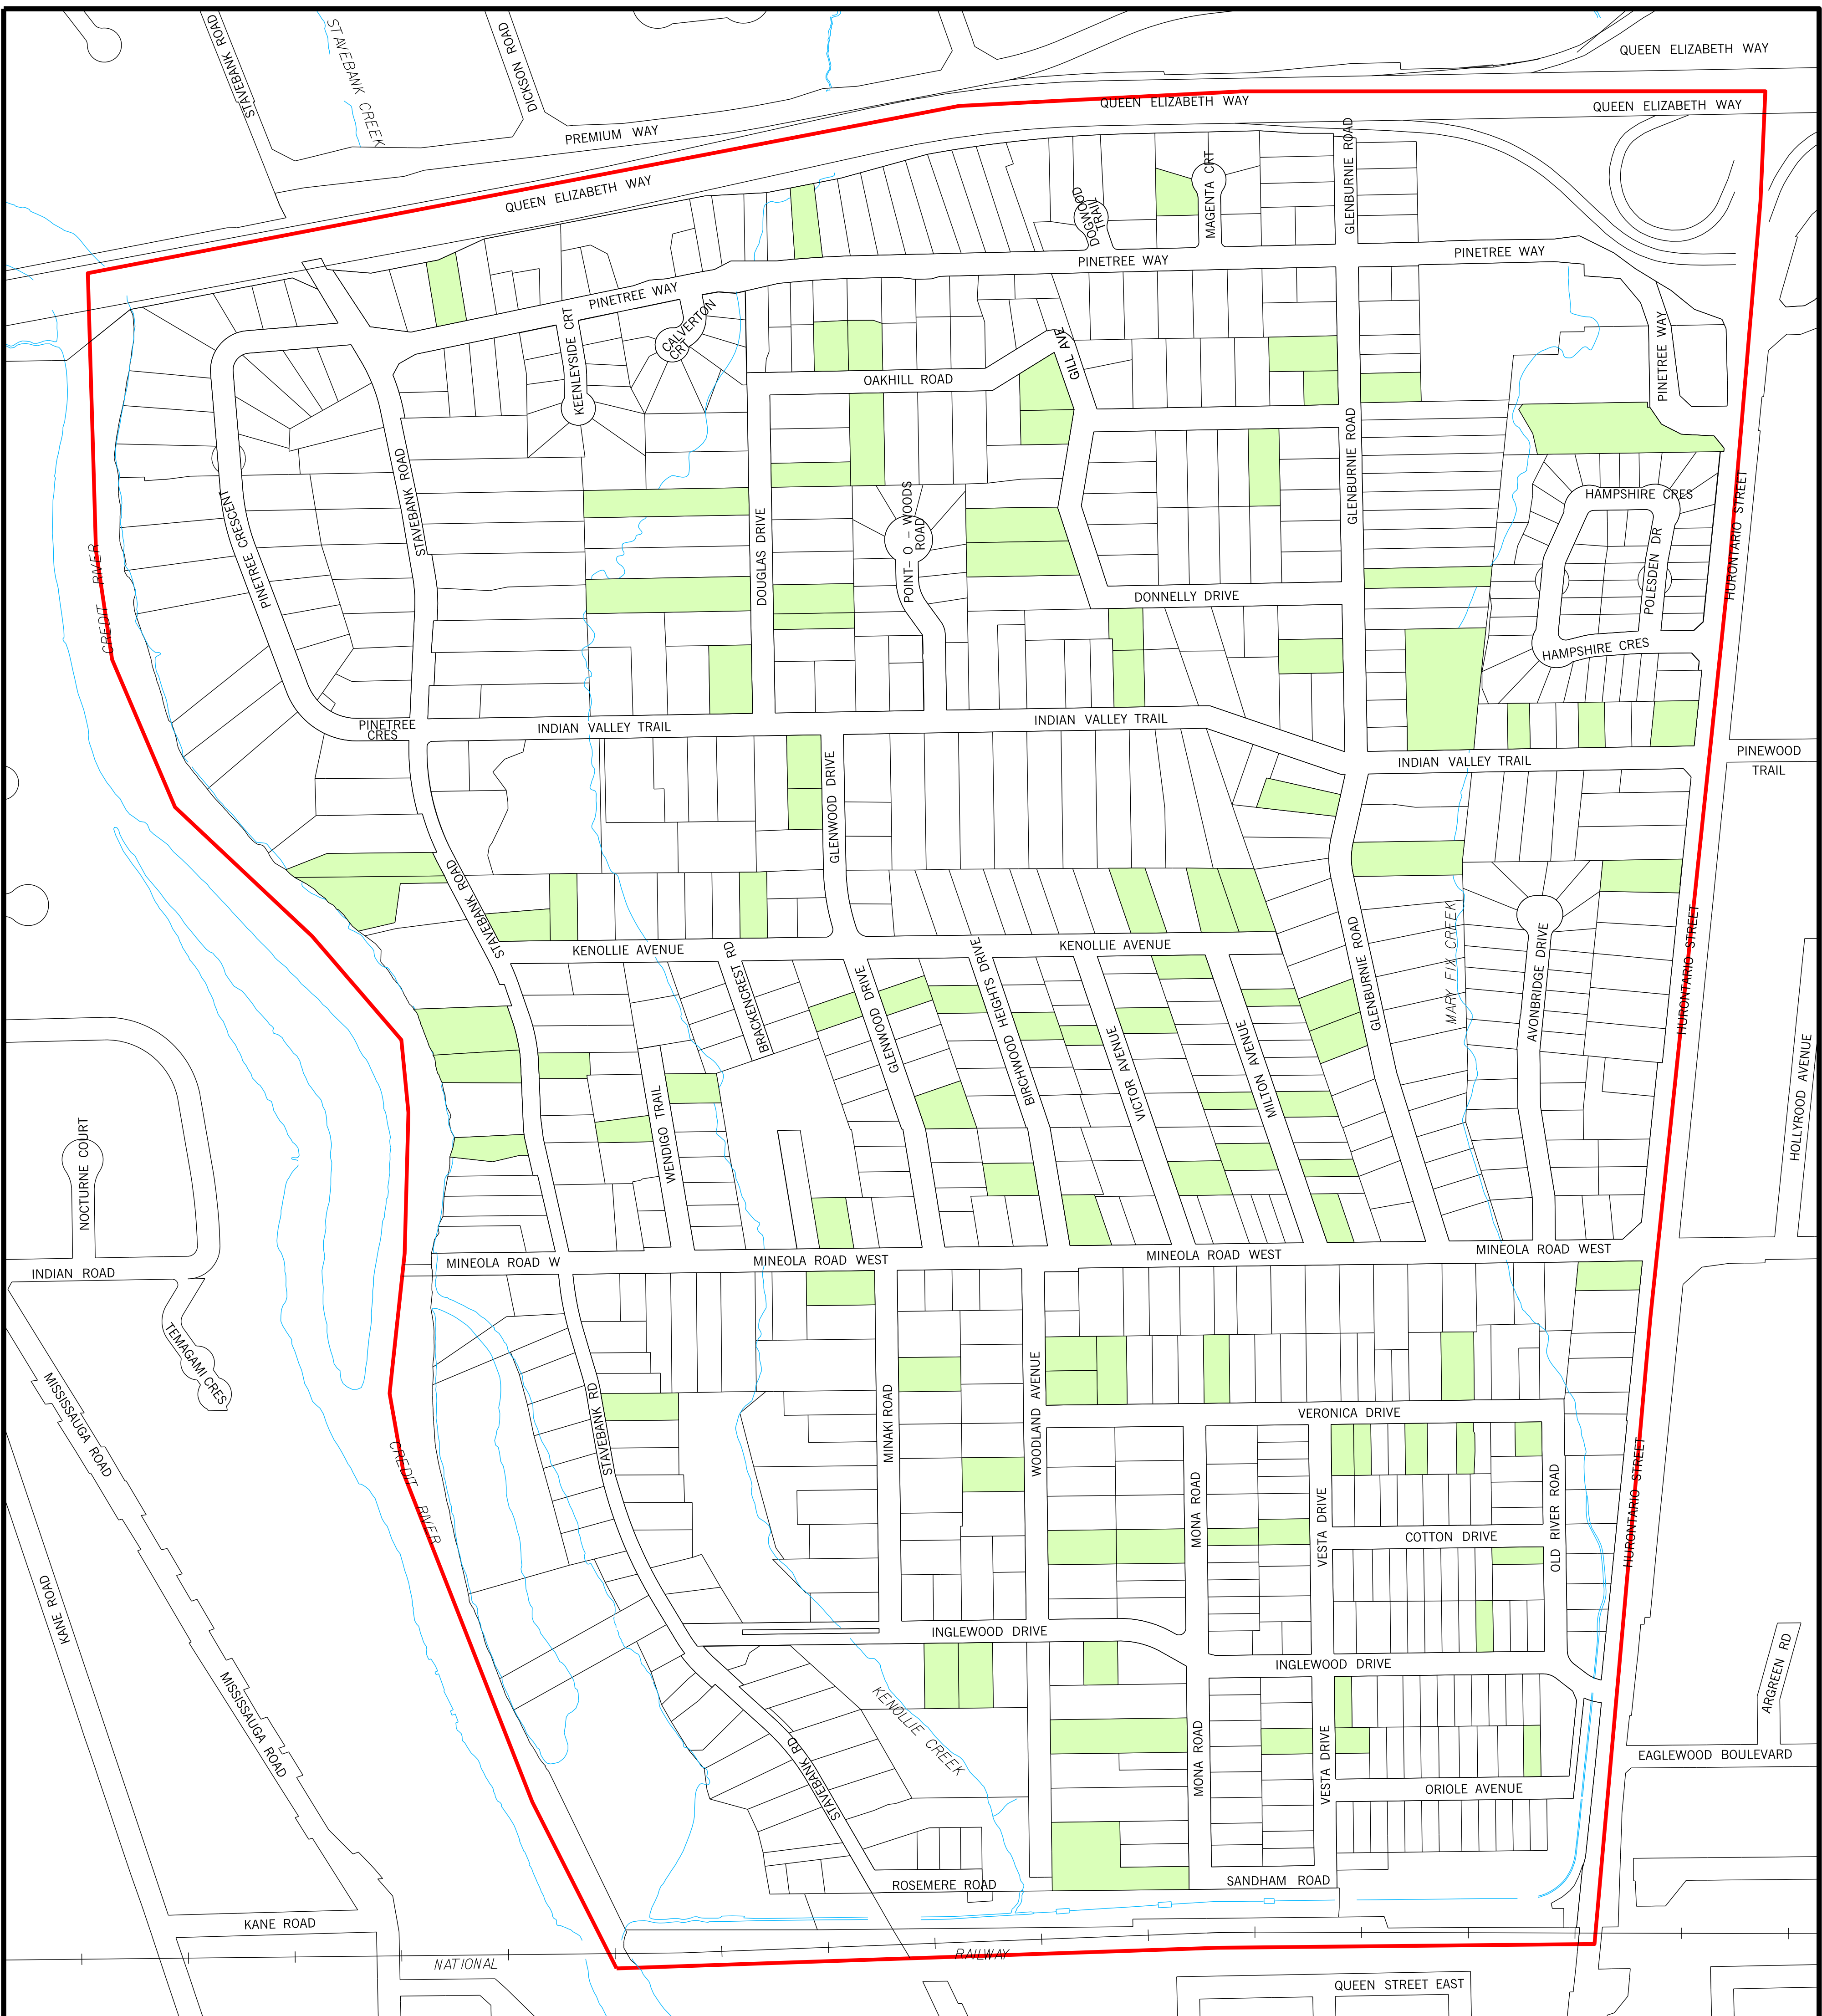 STAVEBANK ROAD
STAVEBANK CREEK
DICKSON ROAD
QUEEN ELIZABETH WAY
QUEEN ELIZABETH WAY
QUEEN ELIZABETH WAY
PREMIUM WAY
QUEEN ELIZABETH WAY
GLENBURNIE ROAD
MAGENTA CRT
DOGWOOD
TRAIL
PINETREE WAY
PINETREE WAY
PINETREE WAY
PINETREE WAY
KEENLEYSIDE CRT
CALVERTON
CRT
GILL AVE
OAKHILL ROAD
GLENBURNIE ROAD
STAVEBANK ROAD
PINETREE CRESCENT
DOUGLAS DRIVE
POINT- O - WOODS
ROAD
HAMPSHIRE CRES
POLESDEN DR
HURONTARIO STREET
CREDIT RIVER
DONNELLY DRIVE
HAMPSHIRE CRES
PINETREE
CRES
INDIAN VALLEY TRAIL
INDIAN VALLEY TRAIL
INDIAN VALLEY TRAIL
PINEWOOD
TRAIL
GLENWOOD DRIVE
STAVEBANK ROAD
KENOLLIE AVENUE
KENOLLIE AVENUE
BRACKENCREST RD
GLENWOOD DRIVE
BIRCHWOOD HEIGHTS DRIVE
VICTOR AVENUE
MILTON AVENUE
GLENBURNIE ROAD
MARY FIX CREEK
AVONBRIDGE DRIVE
HURONTARIO STREET
HOLLYROOD AVENUE
WENDIGO TRAIL
NOCTURNE COURT
INDIAN ROAD
MINEOLA ROAD W
MINEOLA ROAD WEST
MINEOLA ROAD WEST
MINEOLA ROAD WEST
TEMAGAMI CRES
MISSISSAUGA ROAD
STAVEBANK RD
MINAKI ROAD
WOODLAND AVENUE
VERONICA DRIVE
CREDIT RIVER
MONA ROAD
VESTA DRIVE
COTTON DRIVE
OLD RIVER ROAD
HURONTARIO STREET
KANE ROAD
MISSISSAUGA ROAD
INGLEWOOD DRIVE
INGLEWOOD DRIVE
ARGREEN RD
KENOLLIE CREEK
STAVEBANK RD
MONA ROAD
VESTA DRIVE
ORIOLE AVENUE
EAGLEWOOD BOULEVARD
ROSEMERE ROAD
SANDHAM ROAD
KANE ROAD
NATIONAL
RAILWAY
QUEEN STREET EAST